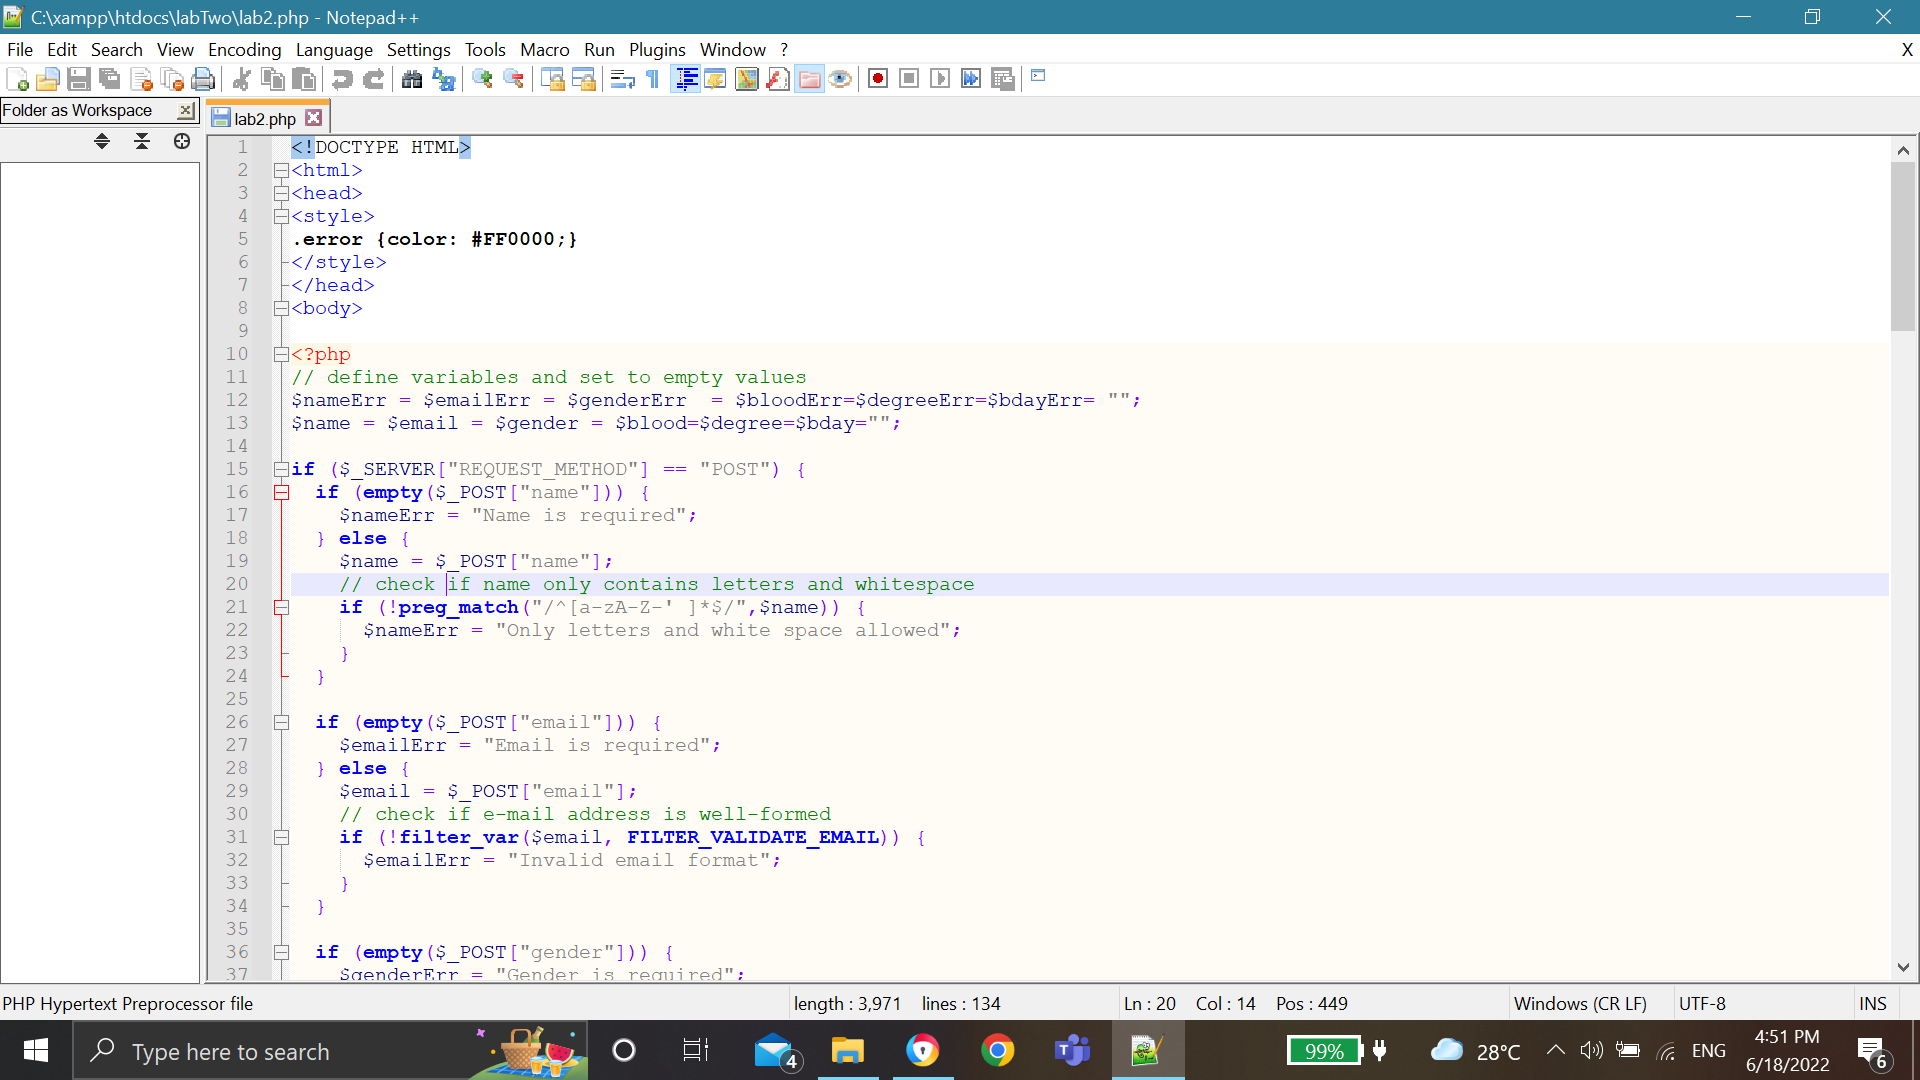 C:\xampp\htdocs\labTwo\lab2.php - Notepad++
File Edit Search View Encoding Language Settings Tools Macro Run Plugins Window ? X
Folder as Workspace
lab2.php
1 <!DOCTYPE HTML>
2 <html>
3 <head>
4 <style>
5 .error {color: #FF0000;}
6 </style>
7 </head>
8 <body>
9
10 <?php
11 // define variables and set to empty values
12 $nameErr = $emailErr = $genderErr  = $bloodErr=$degreeErr=$bdayErr= "";
13 $name = $email = $gender = $blood=$degree=$bday="";
14
15 if ($_SERVER["REQUEST_METHOD"] == "POST") {
16   if (empty($_POST["name"])) {
17     $nameErr = "Name is required";
18   } else {
19     $name = $_POST["name"];
20     // check if name only contains letters and whitespace
21     if (!preg_match("/^[a-zA-Z-' ]*$/",$name)) {
22       $nameErr = "Only letters and white space allowed";
23     }
24   }
25
26   if (empty($_POST["email"])) {
27     $emailErr = "Email is required";
28   } else {
29     $email = $_POST["email"];
30     // check if e-mail address is well-formed
31     if (!filter_var($email, FILTER_VALIDATE_EMAIL)) {
32       $emailErr = "Invalid email format";
33     }
34   }
35
36   if (empty($_POST["gender"])) {
37     $genderErr = "Gender is required";
PHP Hypertext Preprocessor file length : 3,971 lines : 134 Ln : 20 Col : 14 Pos : 449 Windows (CR LF) UTF-8 INS
Type here to search 4 99% 28°C ENG 4:51 PM 6
6/18/2022